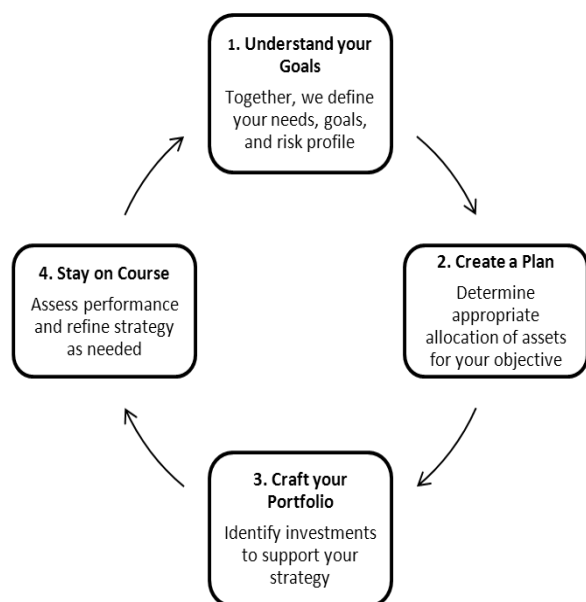 1. Understand your
Goals
Together, we define
your needs, goals,
and risk profile
2. Create a Plan
Determine
appropriate
allocation of assets
for your objective
3. Craft your
Portfolio
Identify investments
to support your
strategy
4. Stay on Course
Assess performance
and refine strategy
as needed